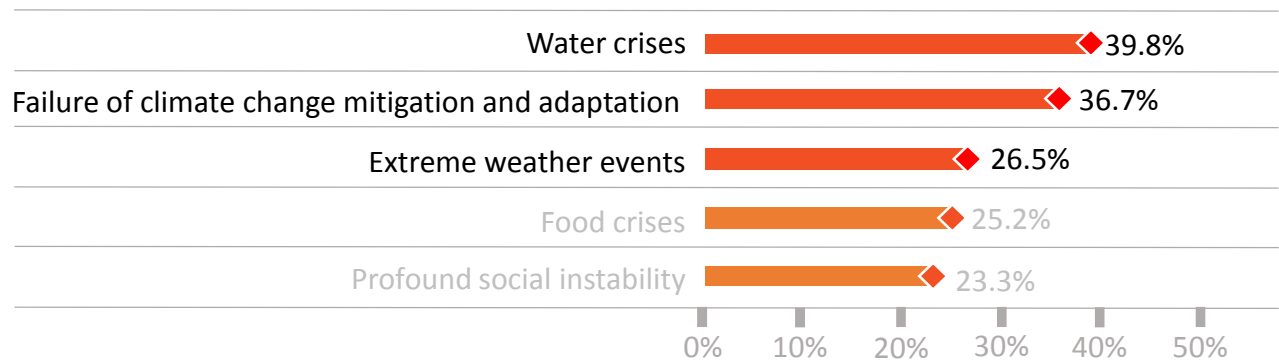 Water crises 39.8%
Failure of climate change mitigation and adaptation 36.7%
Extreme weather events 26.5%
Food crises 25.2%
Profound social instability 23.3%
0% 10% 20% 30% 40% 50%